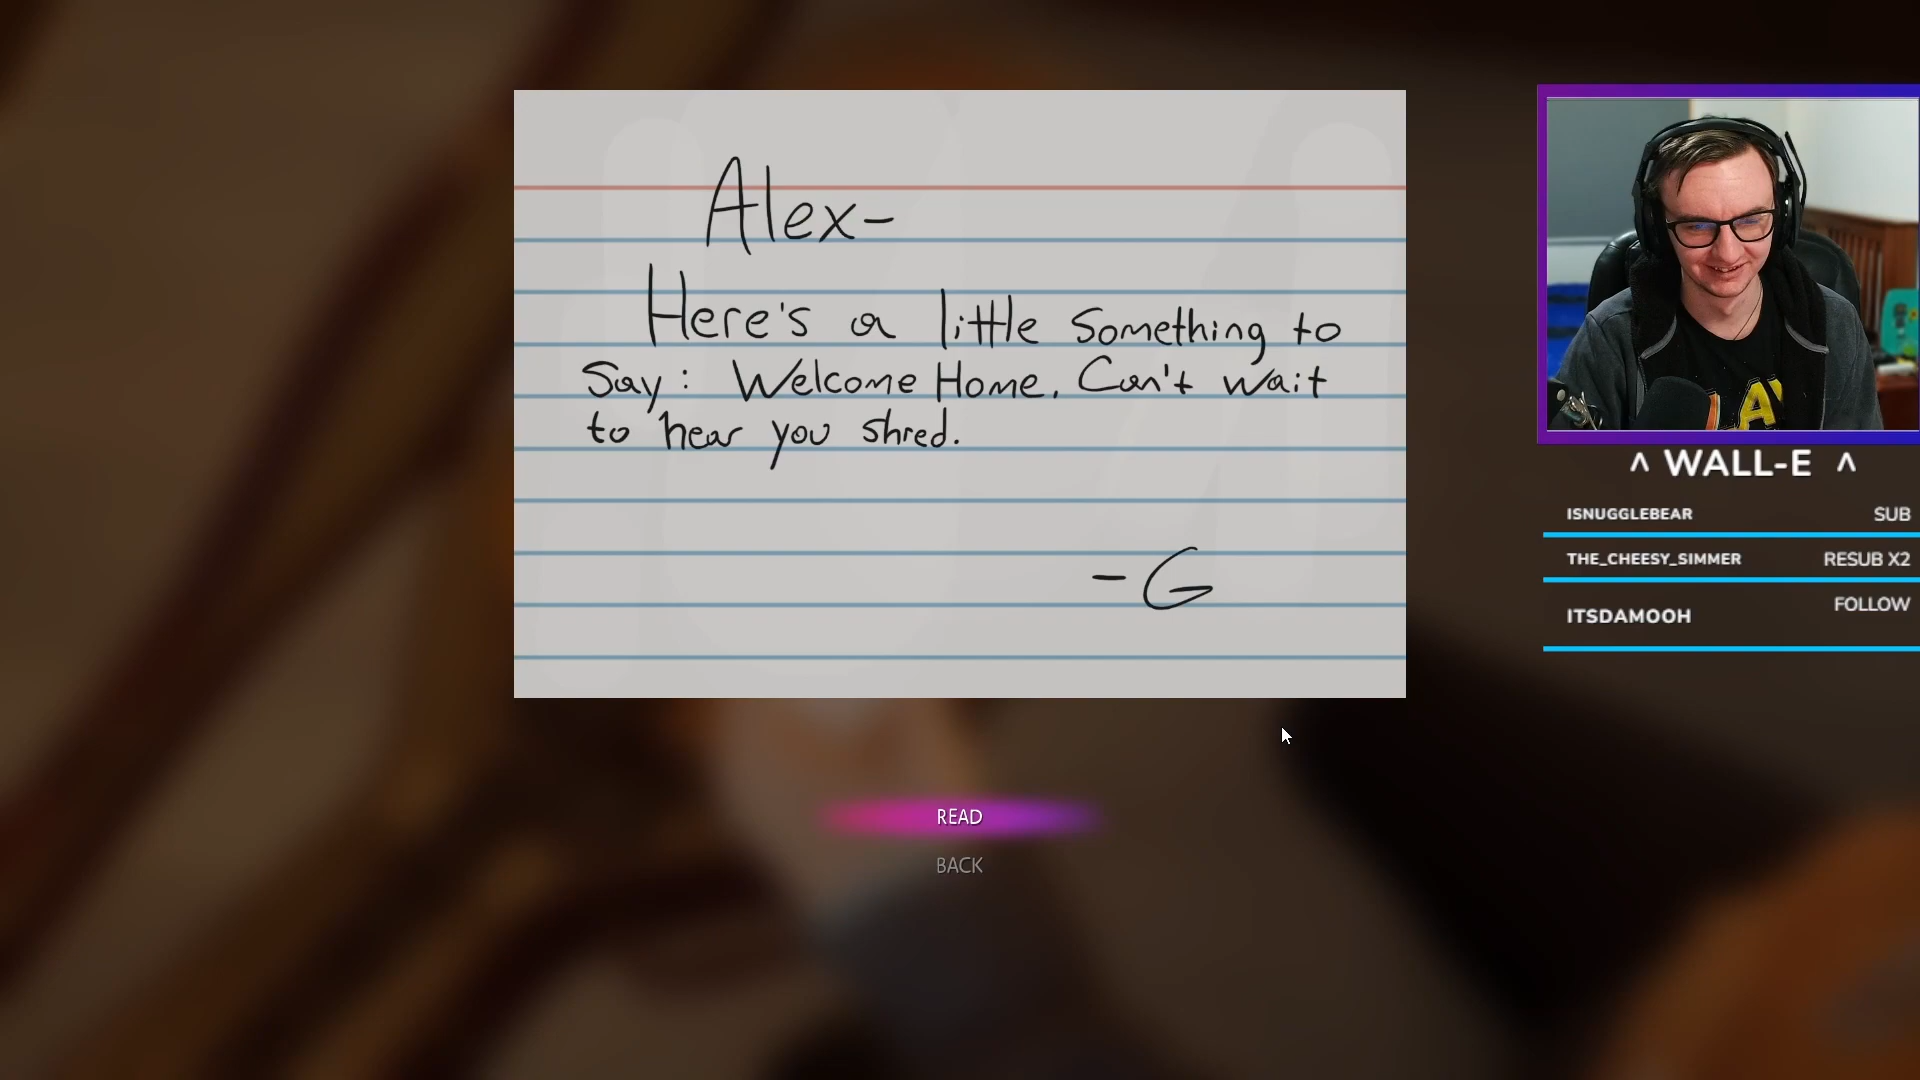 Alex-
Here's a little something to
Say: Welcome Home. Can't wait
to hear you shred.
-G
READ
BACK
LAY
^ WALL-E ^
ISNUGGLEBEAR SUB
THE_CHEESY_SIMMER RESUB X2
ITSDAMOOH FOLLOW